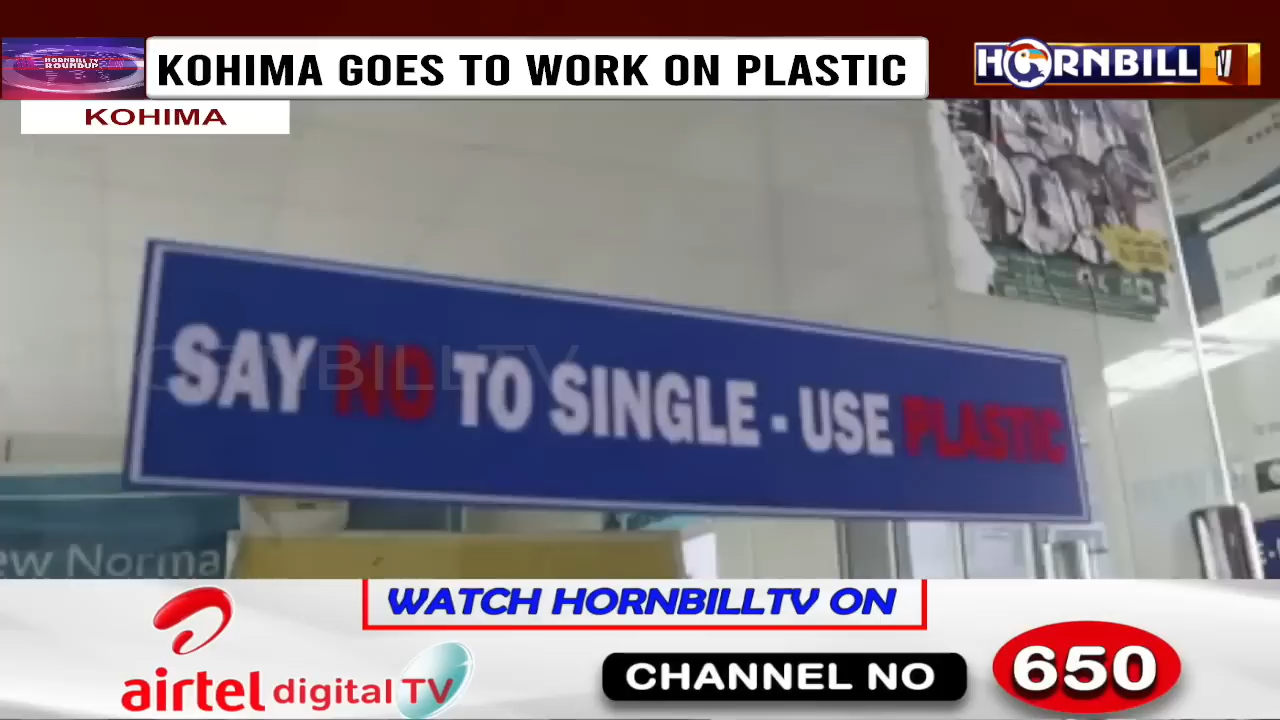 HORNBILL TV
ROUNDUP
KOHIMA GOES TO WORK ON PLASTIC
HORNBILL TV
KOHIMA
SAY NO TO SINGLE - USE PLASTIC
ew Norma
WATCH HORNBILLTV ON
airtel digital TV
CHANNEL NO
650